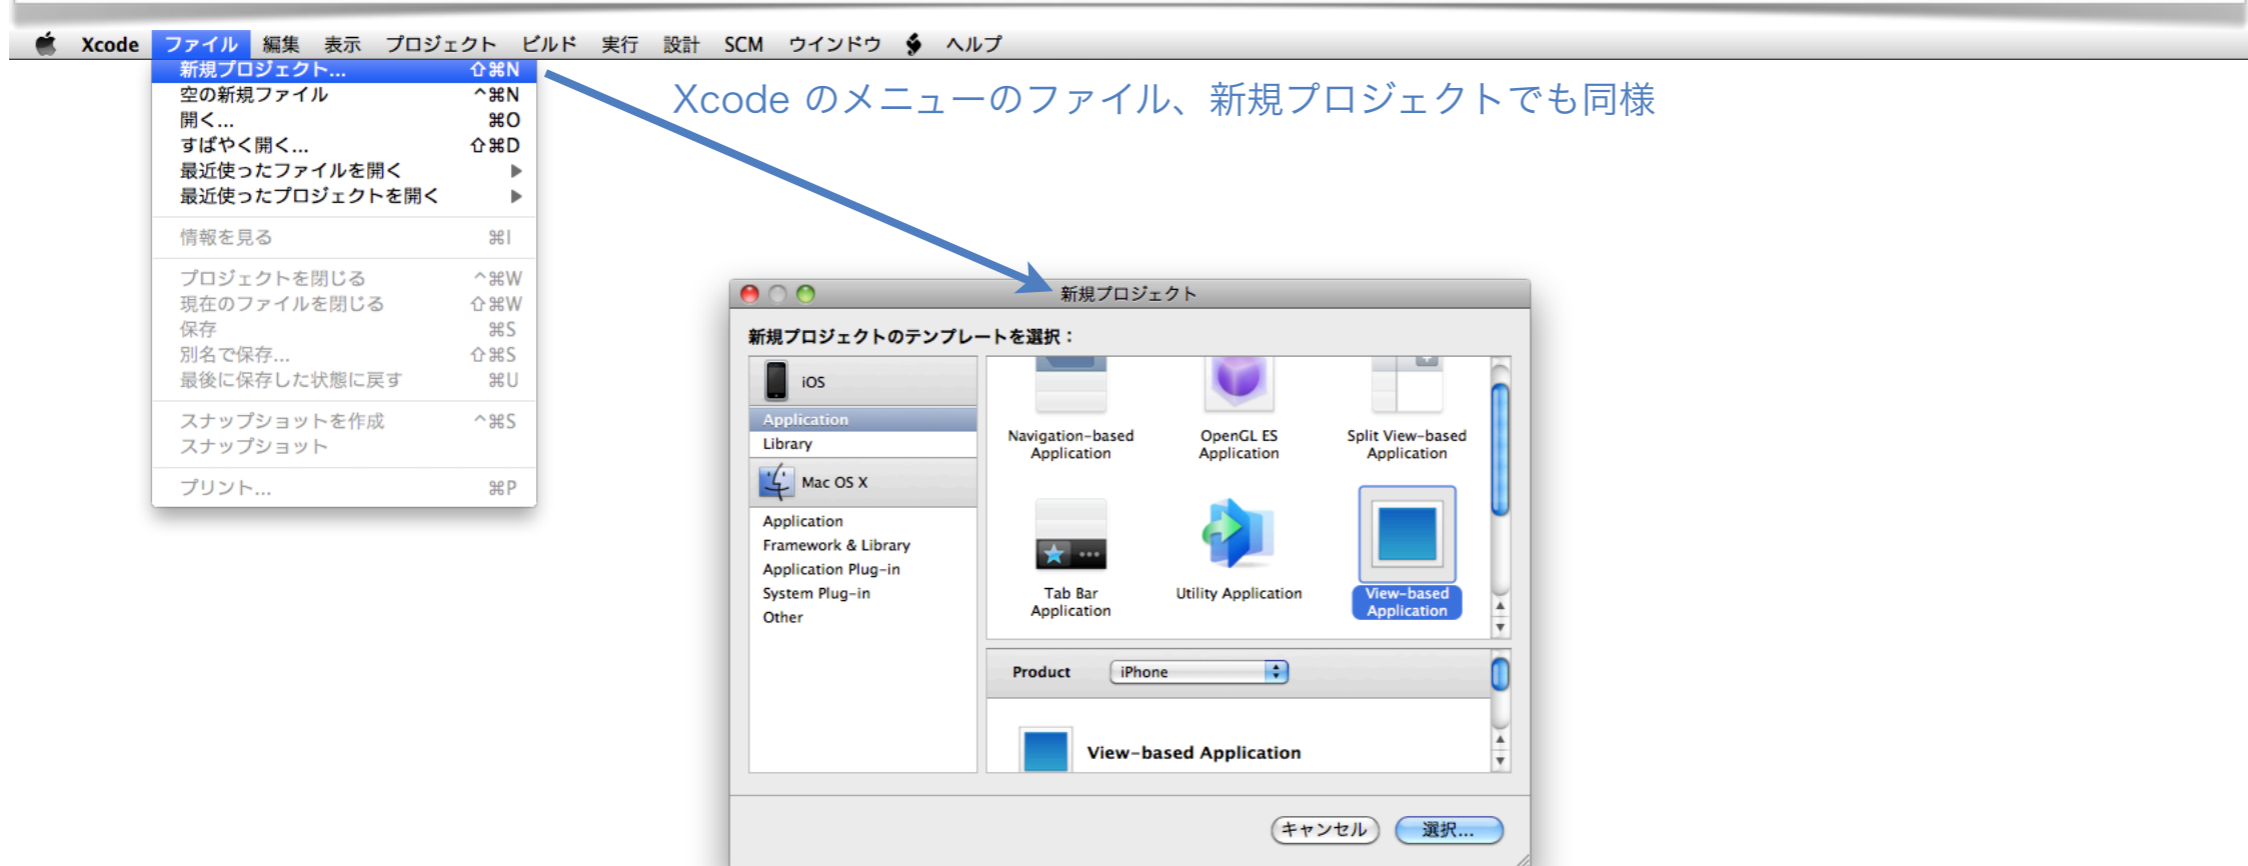 Xcode ファイル 編集 表示 プロジェクト ビルド 実行 設計 SCM ウインドウ ヘルプ
新規プロジェクト... ⇧⌘N
空の新規ファイル ^⌘N
開く... ⌘O
すばやく開く... ⇧⌘D
最近使ったファイルを開く ▶
最近使ったプロジェクトを開く ▶
情報を見る ⌘I
プロジェクトを閉じる ^⌘W
現在のファイルを閉じる ⇧⌘W
保存 ⌘S
別名で保存... ⇧⌘S
最後に保存した状態に戻す ⌘U
スナップショットを作成 ^⌘S
スナップショット
プリント... ⌘P
Xcode のメニューのファイル、新規プロジェクトでも同様
新規プロジェクト
新規プロジェクトのテンプレートを選択：
iOS
Application
Library
Mac OS X
Application
Framework & Library
Application Plug-in
System Plug-in
Other
Navigation-based
Application
OpenGL ES
Application
Split View-based
Application
Tab Bar
Application
Utility Application
View-based
Application
Product iPhone
View-based Application
キャンセル 選択...